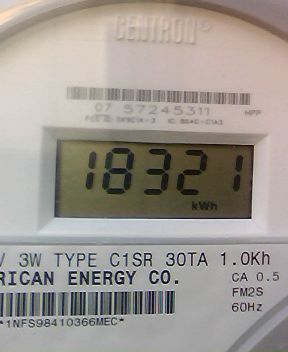 CENTRON®
07 57245311 MPP
18321
kWh
V 3W TYPE C1SR 30TA 1.0Kh
RICAN ENERGY CO.
CA 0.5
FM2S
60Hz
*1NFS98410366MEC*